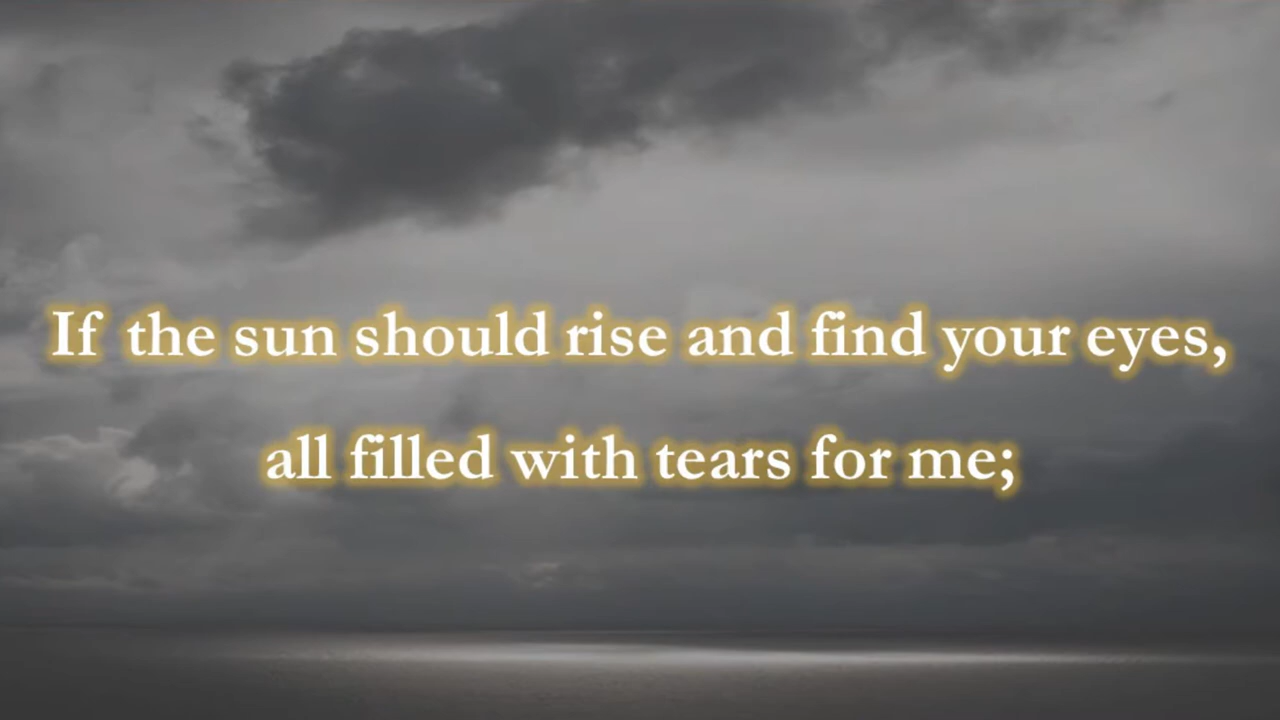 If the sun should rise and find your eyes,
all filled with tears for me;